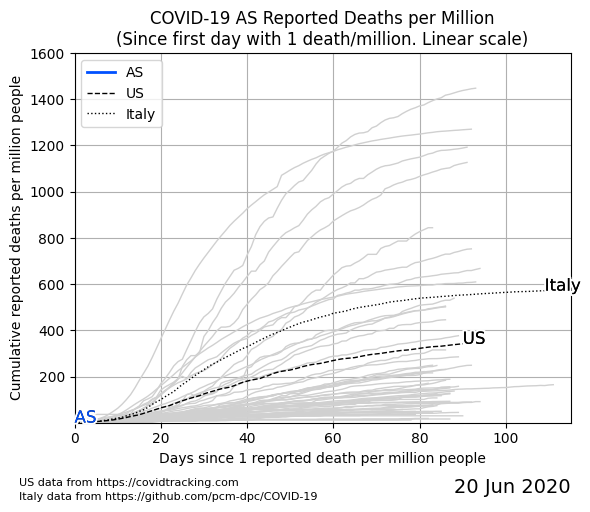 COVID-19 AS Reported Deaths per Million
(Since first day with 1 death/million. Linear scale)
1600
1400
1200
1000
800
600
400
200
Cumulative reported deaths per million people
AS
US
Italy
Italy
US
AS
0 20 40 60 80 100
Days since 1 reported death per million people
US data from https://covidtracking.com
Italy data from https://github.com/pcm-dpc/COVID-19
20 Jun 2020